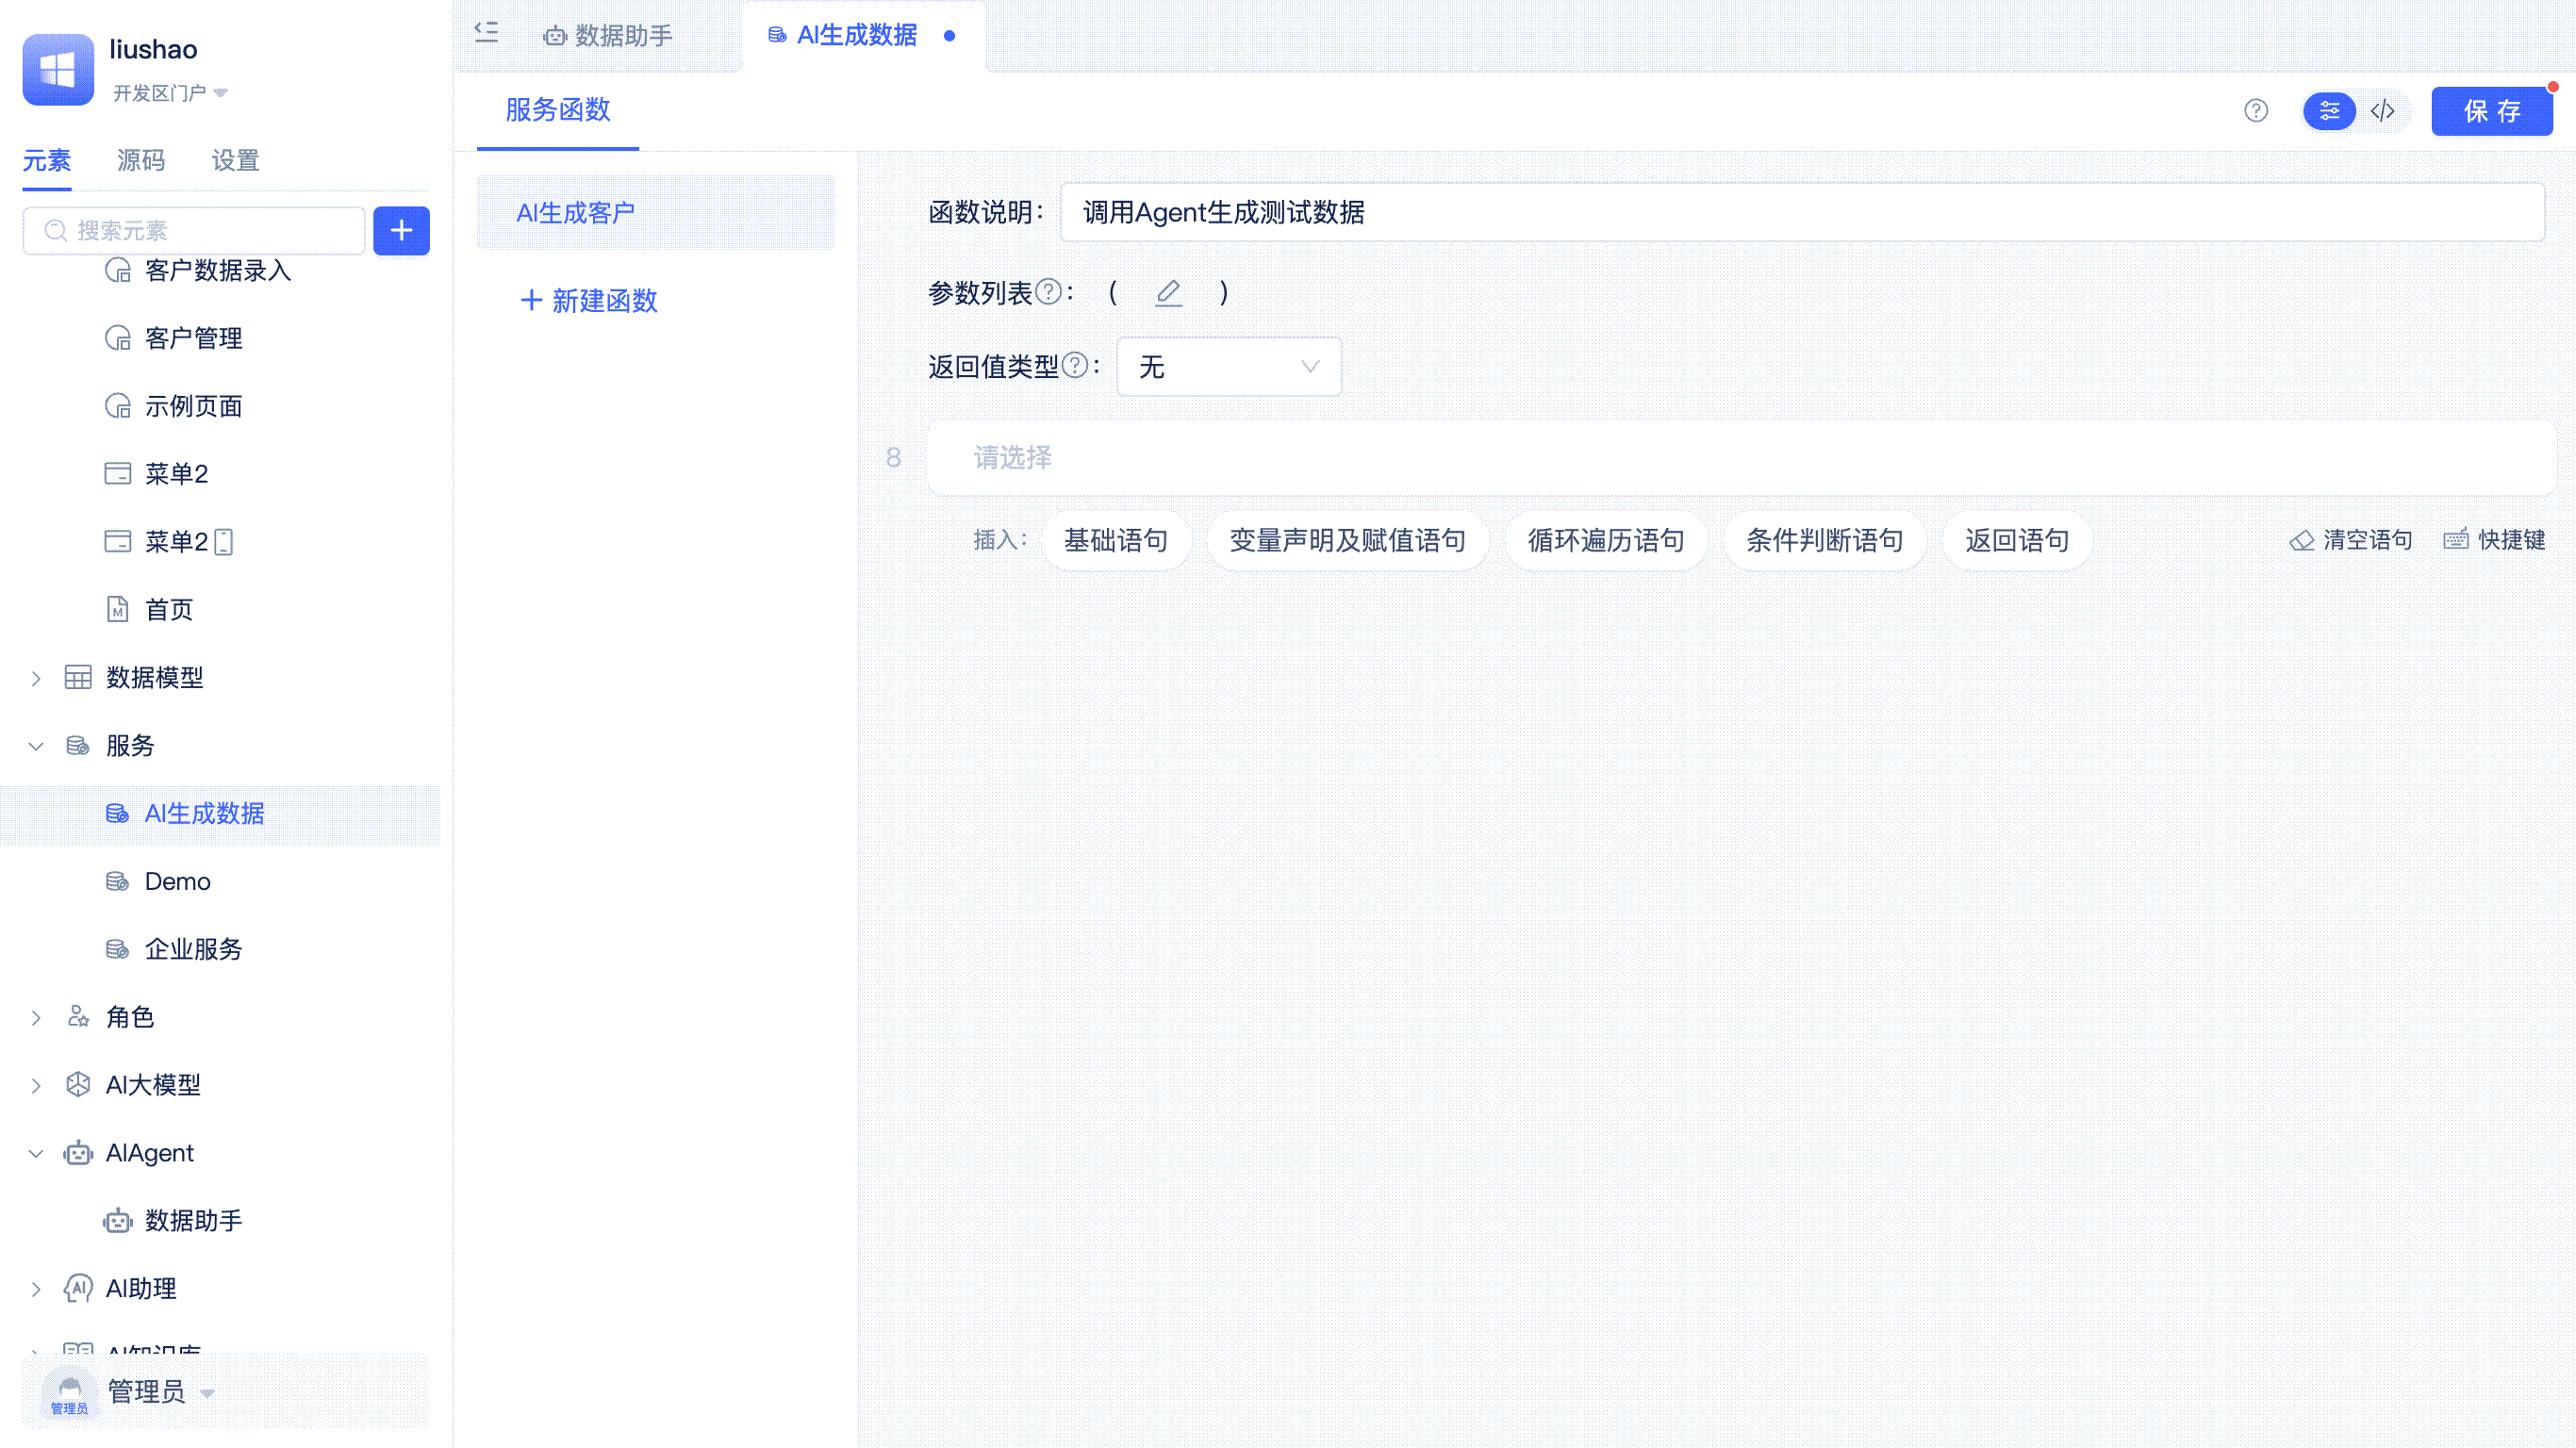 liushao
开发区门户
元素 源码 设置
搜索元素
客户数据录入
客户管理
示例页面
菜单2
菜单2
首页
数据模型
服务
AI生成数据
Demo
企业服务
角色
AI大模型
AIAgent
数据助手
AI助理
AI知识库
管理员
管理员
数据助手 AI生成数据
服务函数
保 存
AI生成客户
新建函数
函数说明: 调用Agent生成测试数据
参数列表?: ( )
返回值类型?: 无
8 请选择
插入: 基础语句 变量声明及赋值语句 循环遍历语句 条件判断语句 返回语句 清空语句 快捷键